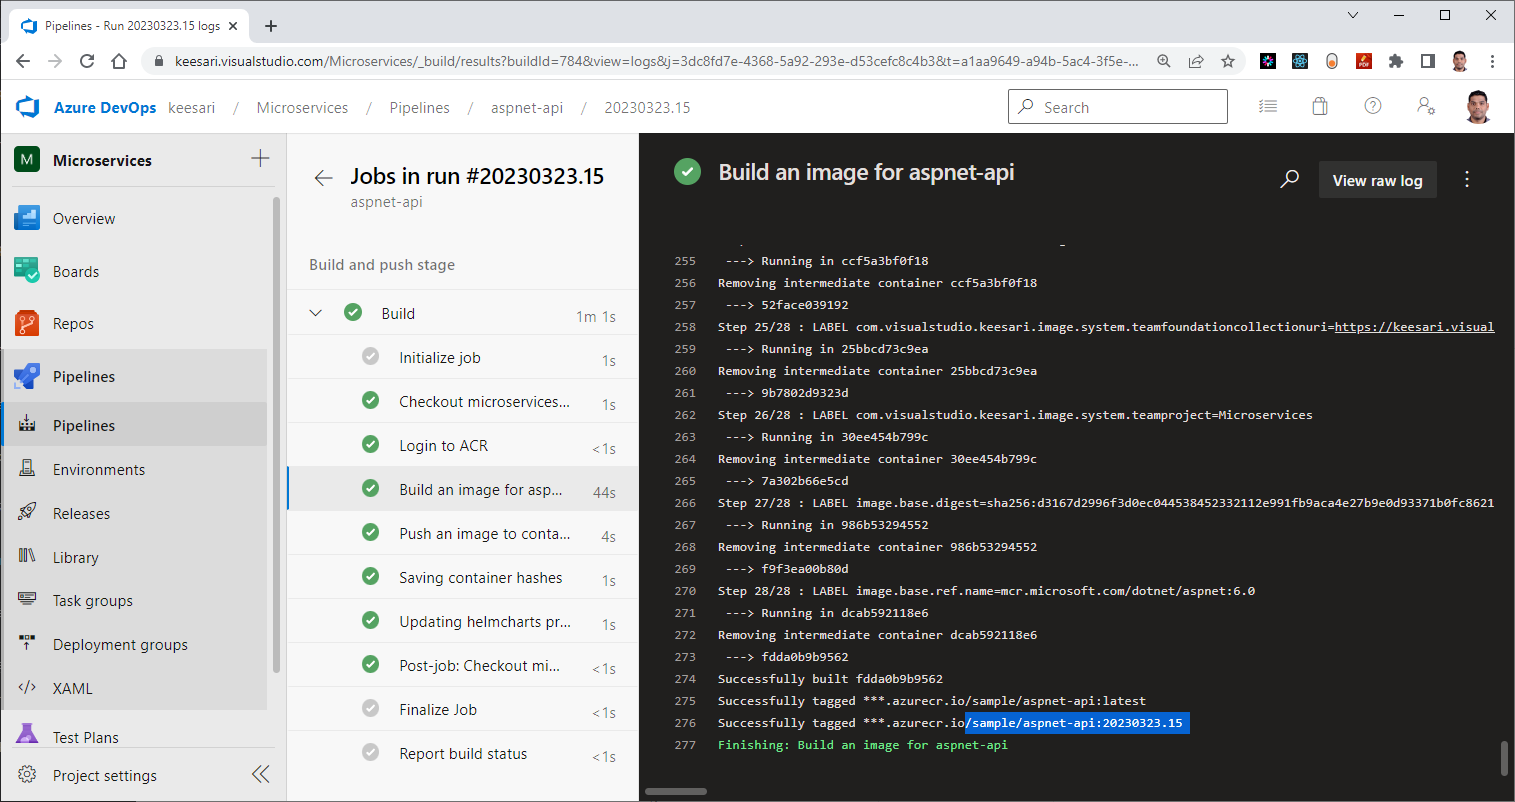 Pipelines - Run 20230323.15 logs
keesari.visualstudio.com/Microservices/_build/results?buildId=784&view=logs&j=3dc8fd7e-4368-5a92-293e-d53cefc8c4b3&t=a1aa9649-a94b-5ac4-3f5e-...
PDF
Azure DevOps keesari / Microservices / Pipelines / aspnet-api / 20230323.15
Search
M Microservices
Overview
Boards
Repos
Pipelines
Pipelines
Environments
Releases
Library
Task groups
Deployment groups
XAML
Test Plans
Project settings
Jobs in run #20230323.15
aspnet-api
Build and push stage
Build 1m 1s
Initialize job 1s
Checkout microservices... 1s
Login to ACR <1s
Build an image for asp... 44s
Push an image to conta... 4s
Saving container hashes 1s
Updating helmcharts pr... 1s
Post-job: Checkout mi... <1s
Finalize Job <1s
Report build status <1s
Build an image for aspnet-api
View raw log
255 ---> Running in ccf5a3bf0f18
256 Removing intermediate container ccf5a3bf0f18
257 ---> 52face039192
258 Step 25/28 : LABEL com.visualstudio.keesari.image.system.teamfoundationcollectionuri=https://keesari.visual
259 ---> Running in 25bbcd73c9ea
260 Removing intermediate container 25bbcd73c9ea
261 ---> 9b7802d9323d
262 Step 26/28 : LABEL com.visualstudio.keesari.image.system.teamproject=Microservices
263 ---> Running in 30ee454b799c
264 Removing intermediate container 30ee454b799c
265 ---> 7a302b66e5cd
266 Step 27/28 : LABEL image.base.digest=sha256:d3167d2996f3d0ec044538452332112e991fb9aca4e27b9e0d93371b0fc8621
267 ---> Running in 986b53294552
268 Removing intermediate container 986b53294552
269 ---> f9f3ea00b80d
270 Step 28/28 : LABEL image.base.ref.name=mcr.microsoft.com/dotnet/aspnet:6.0
271 ---> Running in dcab592118e6
272 Removing intermediate container dcab592118e6
273 ---> fdda0b9b9562
274 Successfully built fdda0b9b9562
275 Successfully tagged ***.azurecr.io/sample/aspnet-api:latest
276 Successfully tagged ***.azurecr.io/sample/aspnet-api:20230323.15
277 Finishing: Build an image for aspnet-api